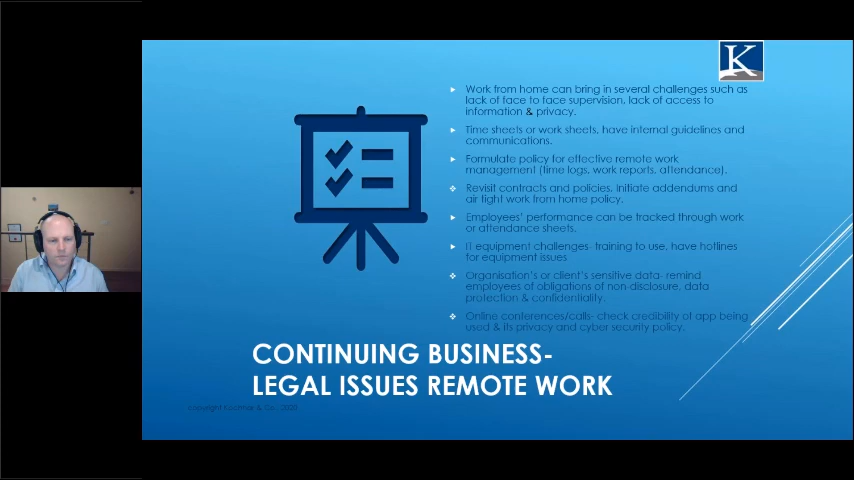 K
Work from home can bring in several challenges such as
lack of face to face supervision, lack of access to
information & privacy.
Time sheets or work sheets, have internal guidelines and
communications.
Formulate policy for effective remote work
management (time logs, work reports, attendance).
Revisit contracts and policies. Initiate addendums and
air tight work from home policy.
Employees' performance can be tracked through work
or attendance sheets.
IT equipment challenges- training to use, have hotlines
for equipment issues
Organisation's or client's sensitive data- remind
employees of obligations of non-disclosure, data
protection & confidentiality.
Online conferences/calls- check credibility of app being
used & its privacy and cyber security policy.
CONTINUING BUSINESS-
LEGAL ISSUES REMOTE WORK
copyright & Co. 2020